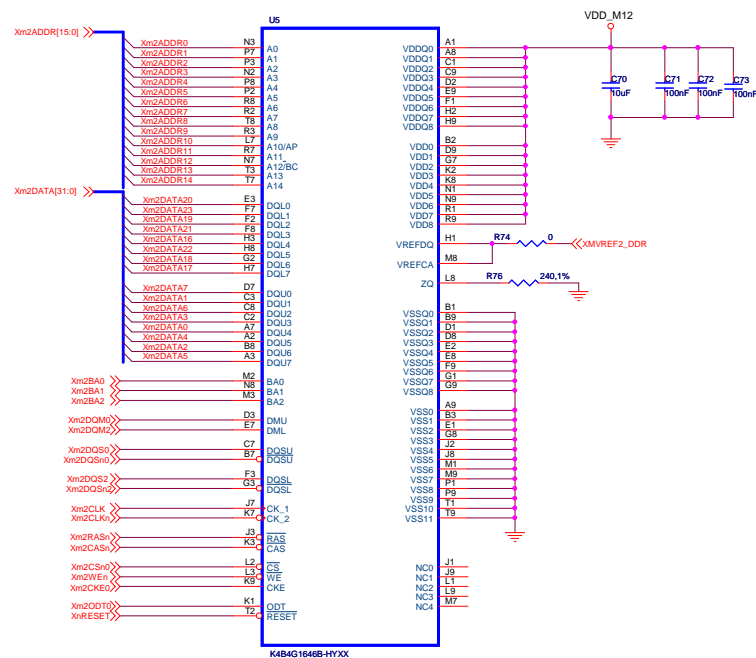 VDD_M12
U5
Xm2ADDR[15:0]
Xm2ADDR0 N3 A0
Xm2ADDR1 P7 A1
Xm2ADDR2 P3 A2
Xm2ADDR3 N2 A3
Xm2ADDR4 P8 A4
Xm2ADDR5 P2 A5
Xm2ADDR6 R8 A6
Xm2ADDR7 R2 A7
Xm2ADDR8 T8 A8
Xm2ADDR9 R3 A9
Xm2ADDR10 L7 A10/AP
Xm2ADDR11 R7 A11
Xm2ADDR12 N7 A12/BC
Xm2ADDR13 T3 A13
Xm2ADDR14 T7 A14
Xm2DATA[31:0]
Xm2DATA20 E3 DQL0
Xm2DATA23 F7 DQL1
Xm2DATA19 F2 DQL2
Xm2DATA21 F8 DQL3
Xm2DATA16 H3 DQL4
Xm2DATA22 H8 DQL5
Xm2DATA18 G2 DQL6
Xm2DATA17 H7 DQL7
Xm2DATA7 D7 DQU0
Xm2DATA1 C3 DQU1
Xm2DATA6 C8 DQU2
Xm2DATA3 C2 DQU3
Xm2DATA0 A7 DQU4
Xm2DATA4 A2 DQU5
Xm2DATA2 B8 DQU6
Xm2DATA5 A3 DQU7
Xm2BA0 M2 BA0
Xm2BA1 N8 BA1
Xm2BA2 M3 BA2
Xm2DQM0 D3 DMU
Xm2DQM2 E7 DML
Xm2DQS0 C7 DQSU
Xm2DQSn0 B7 DQSU
Xm2DQS2 F3 DQSL
Xm2DQSn2 G3 DQSL
Xm2CLK J7 CK_1
Xm2CLKn K7 CK_2
Xm2RASn J3 RAS
Xm2CASn K3 CAS
Xm2CSn0 L2 CS
Xm2WEn L3 WE
Xm2CKE0 K9 CKE
Xm2ODT0 K1 ODT
XnRESET T2 RESET
VDDQ0 A1
VDDQ1 A8
VDDQ2 C1
VDDQ3 C9
VDDQ4 D2
VDDQ5 E9
VDDQ6 F1
VDDQ7 H2
VDDQ8 H9
VDD0 B2
VDD1 D9
VDD2 G7
VDD3 K2
VDD4 K8
VDD5 N1
VDD6 N9
VDD7 R1
VDD8 R9
VREFDQ H1
VREFCA M8
ZQ L8
VSSQ0 B1
VSSQ1 B9
VSSQ2 D1
VSSQ3 D8
VSSQ4 E2
VSSQ5 E8
VSSQ6 F9
VSSQ7 G1
VSSQ8 G9
VSS0 A9
VSS1 B3
VSS2 E1
VSS3 G8
VSS4 J2
VSS5 J8
VSS6 M1
VSS7 M9
VSS8 P1
VSS9 P9
VSS10 T1
VSS11 T9
NC0 J1
NC1 J9
NC2 L1
NC3 L9
NC4 M7
C70 C71 C72 C73
10uF 100nF 100nF 100nF
R74 0 XMVREF2_DDR
R76 240,1%
K4B4G1646B-HYXX